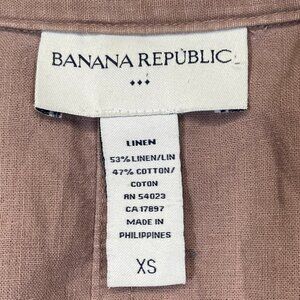 BANANA REPUBLIC
LINEN
53% LINEN/LIN
47% COTTON/
COTON
RN 54023
CA 17897
MADE IN
PHILIPPINES
XS